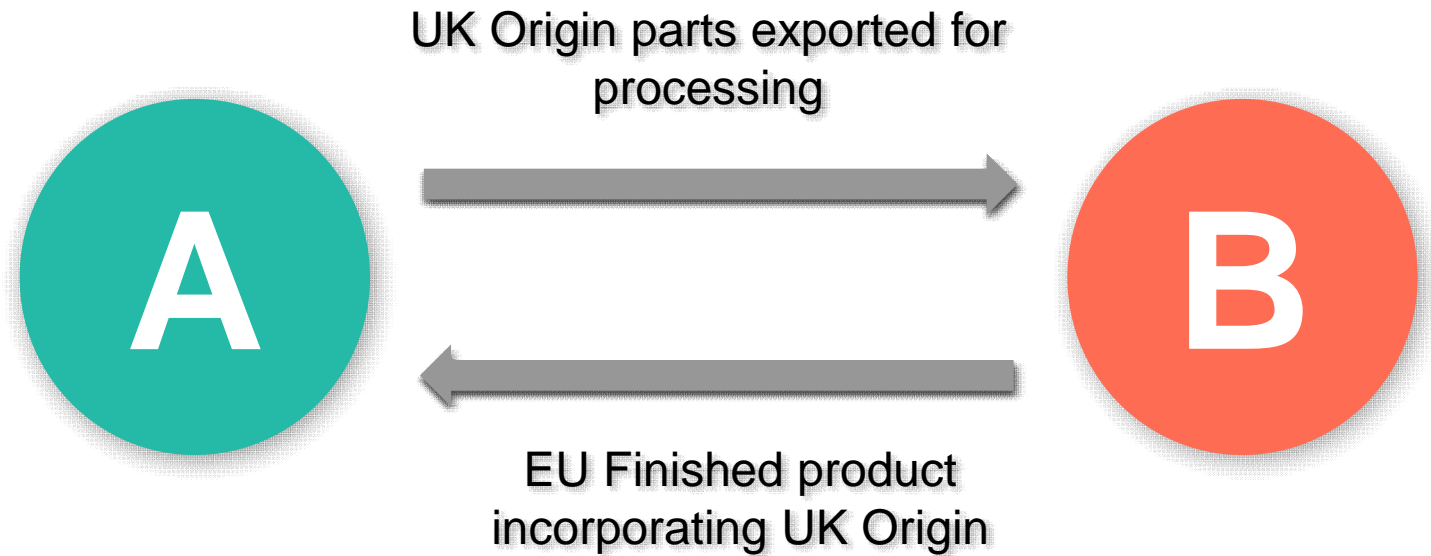 UK Origin parts exported for
processing
A
B
EU Finished product
incorporating UK Origin